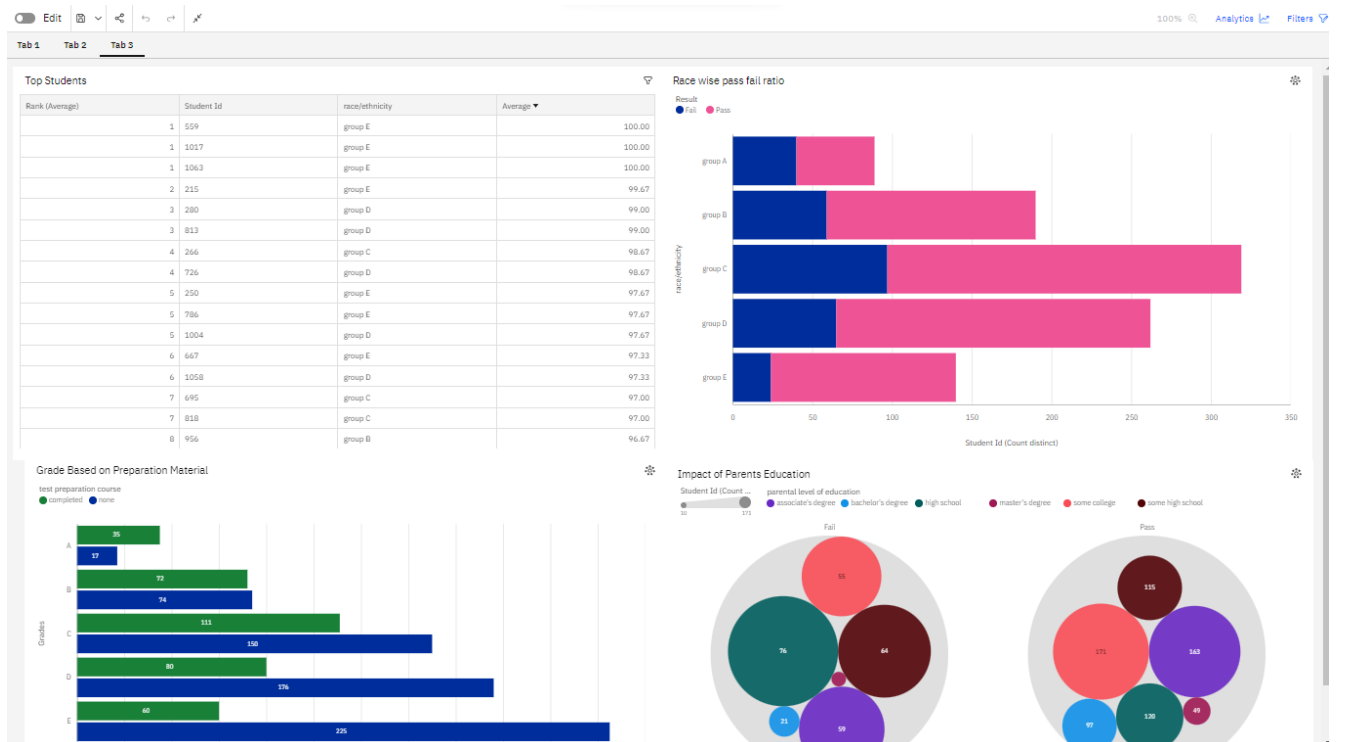 Edit
100%
Analytics
Filters
Tab 1 Tab 2 Tab 3
Top Students
Rank (Average) Student Id race/ethnicity Average ▼
1 559 group E 100.00
1 1017 group E 100.00
1 1063 group E 100.00
2 215 group E 99.67
3 280 group D 99.00
3 813 group D 99.00
4 266 group C 98.67
4 726 group D 98.67
5 250 group E 97.67
5 786 group E 97.67
5 1004 group D 97.67
6 667 group E 97.33
6 1058 group D 97.33
7 695 group C 97.00
7 818 group C 97.00
8 956 group B 96.67
Race wise pass fail ratio
Result
Fail Pass
race/ethnicity
group A
group B
group C
group D
group E
0 50 100 150 200 250 300 350
Student Id (Count distinct)
Grade Based on Preparation Material
test preparation course
completed none
Grades
A 35
17
B 72
74
C 111
150
D 80
176
E 60
225
Impact of Parents Education
Student Id (Count ...
10 171
parental level of education
associate's degree bachelor's degree high school master's degree some college some high school
Fail
55
76
64
21
59
Pass
115
171
163
97
49